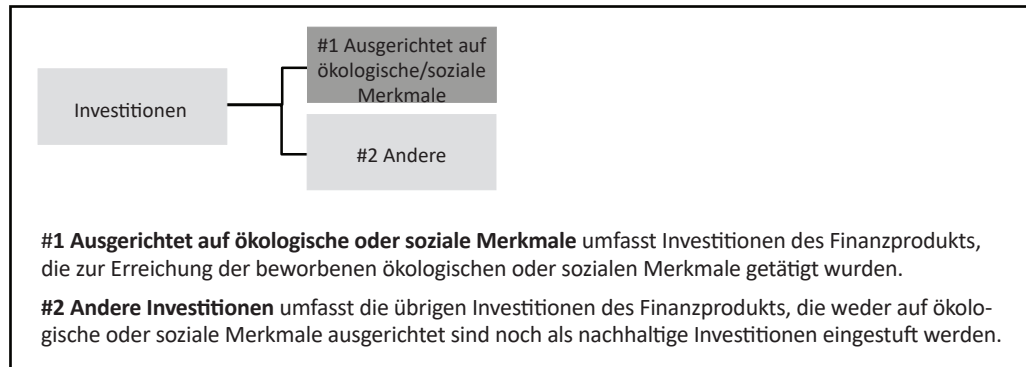 #1 Ausgerichtet auf
ökologische/soziale
Merkmale
Investitionen
#2 Andere
#1 Ausgerichtet auf ökologische oder soziale Merkmale umfasst Investitionen des Finanzprodukts,
die zur Erreichung der beworbenen ökologischen oder sozialen Merkmale getätigt wurden.
#2 Andere Investitionen umfasst die übrigen Investitionen des Finanzprodukts, die weder auf ökolo-
gische oder soziale Merkmale ausgerichtet sind noch als nachhaltige Investitionen eingestuft werden.